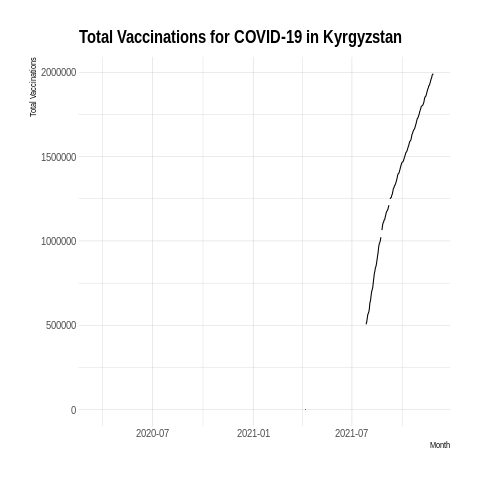 Total Vaccinations for COVID-19 in Kyrgyzstan
Total Vaccinations
2000000
1500000
1000000
500000
0
2020-07 2021-01 2021-07
Month